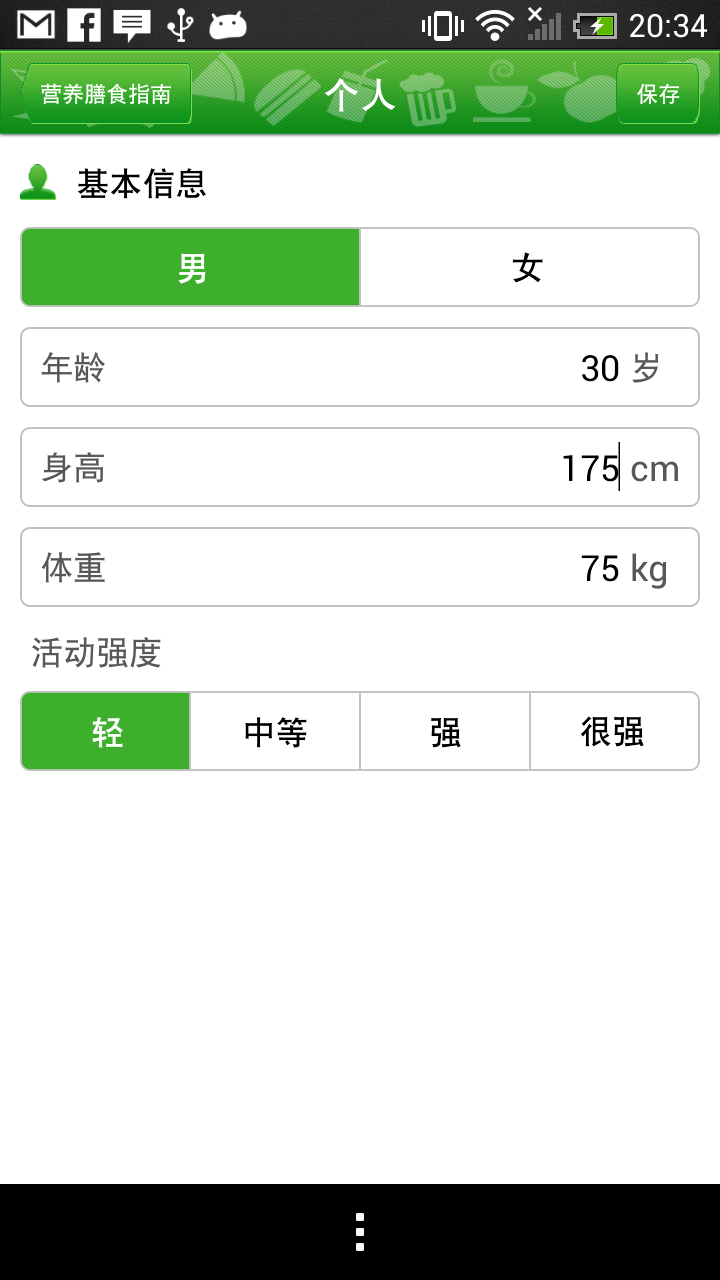 20:34
营养膳食指南 个人 保存
基本信息
男 女
年龄 30 岁
身高 175 cm
体重 75 kg
活动强度
轻 中等 强 很强